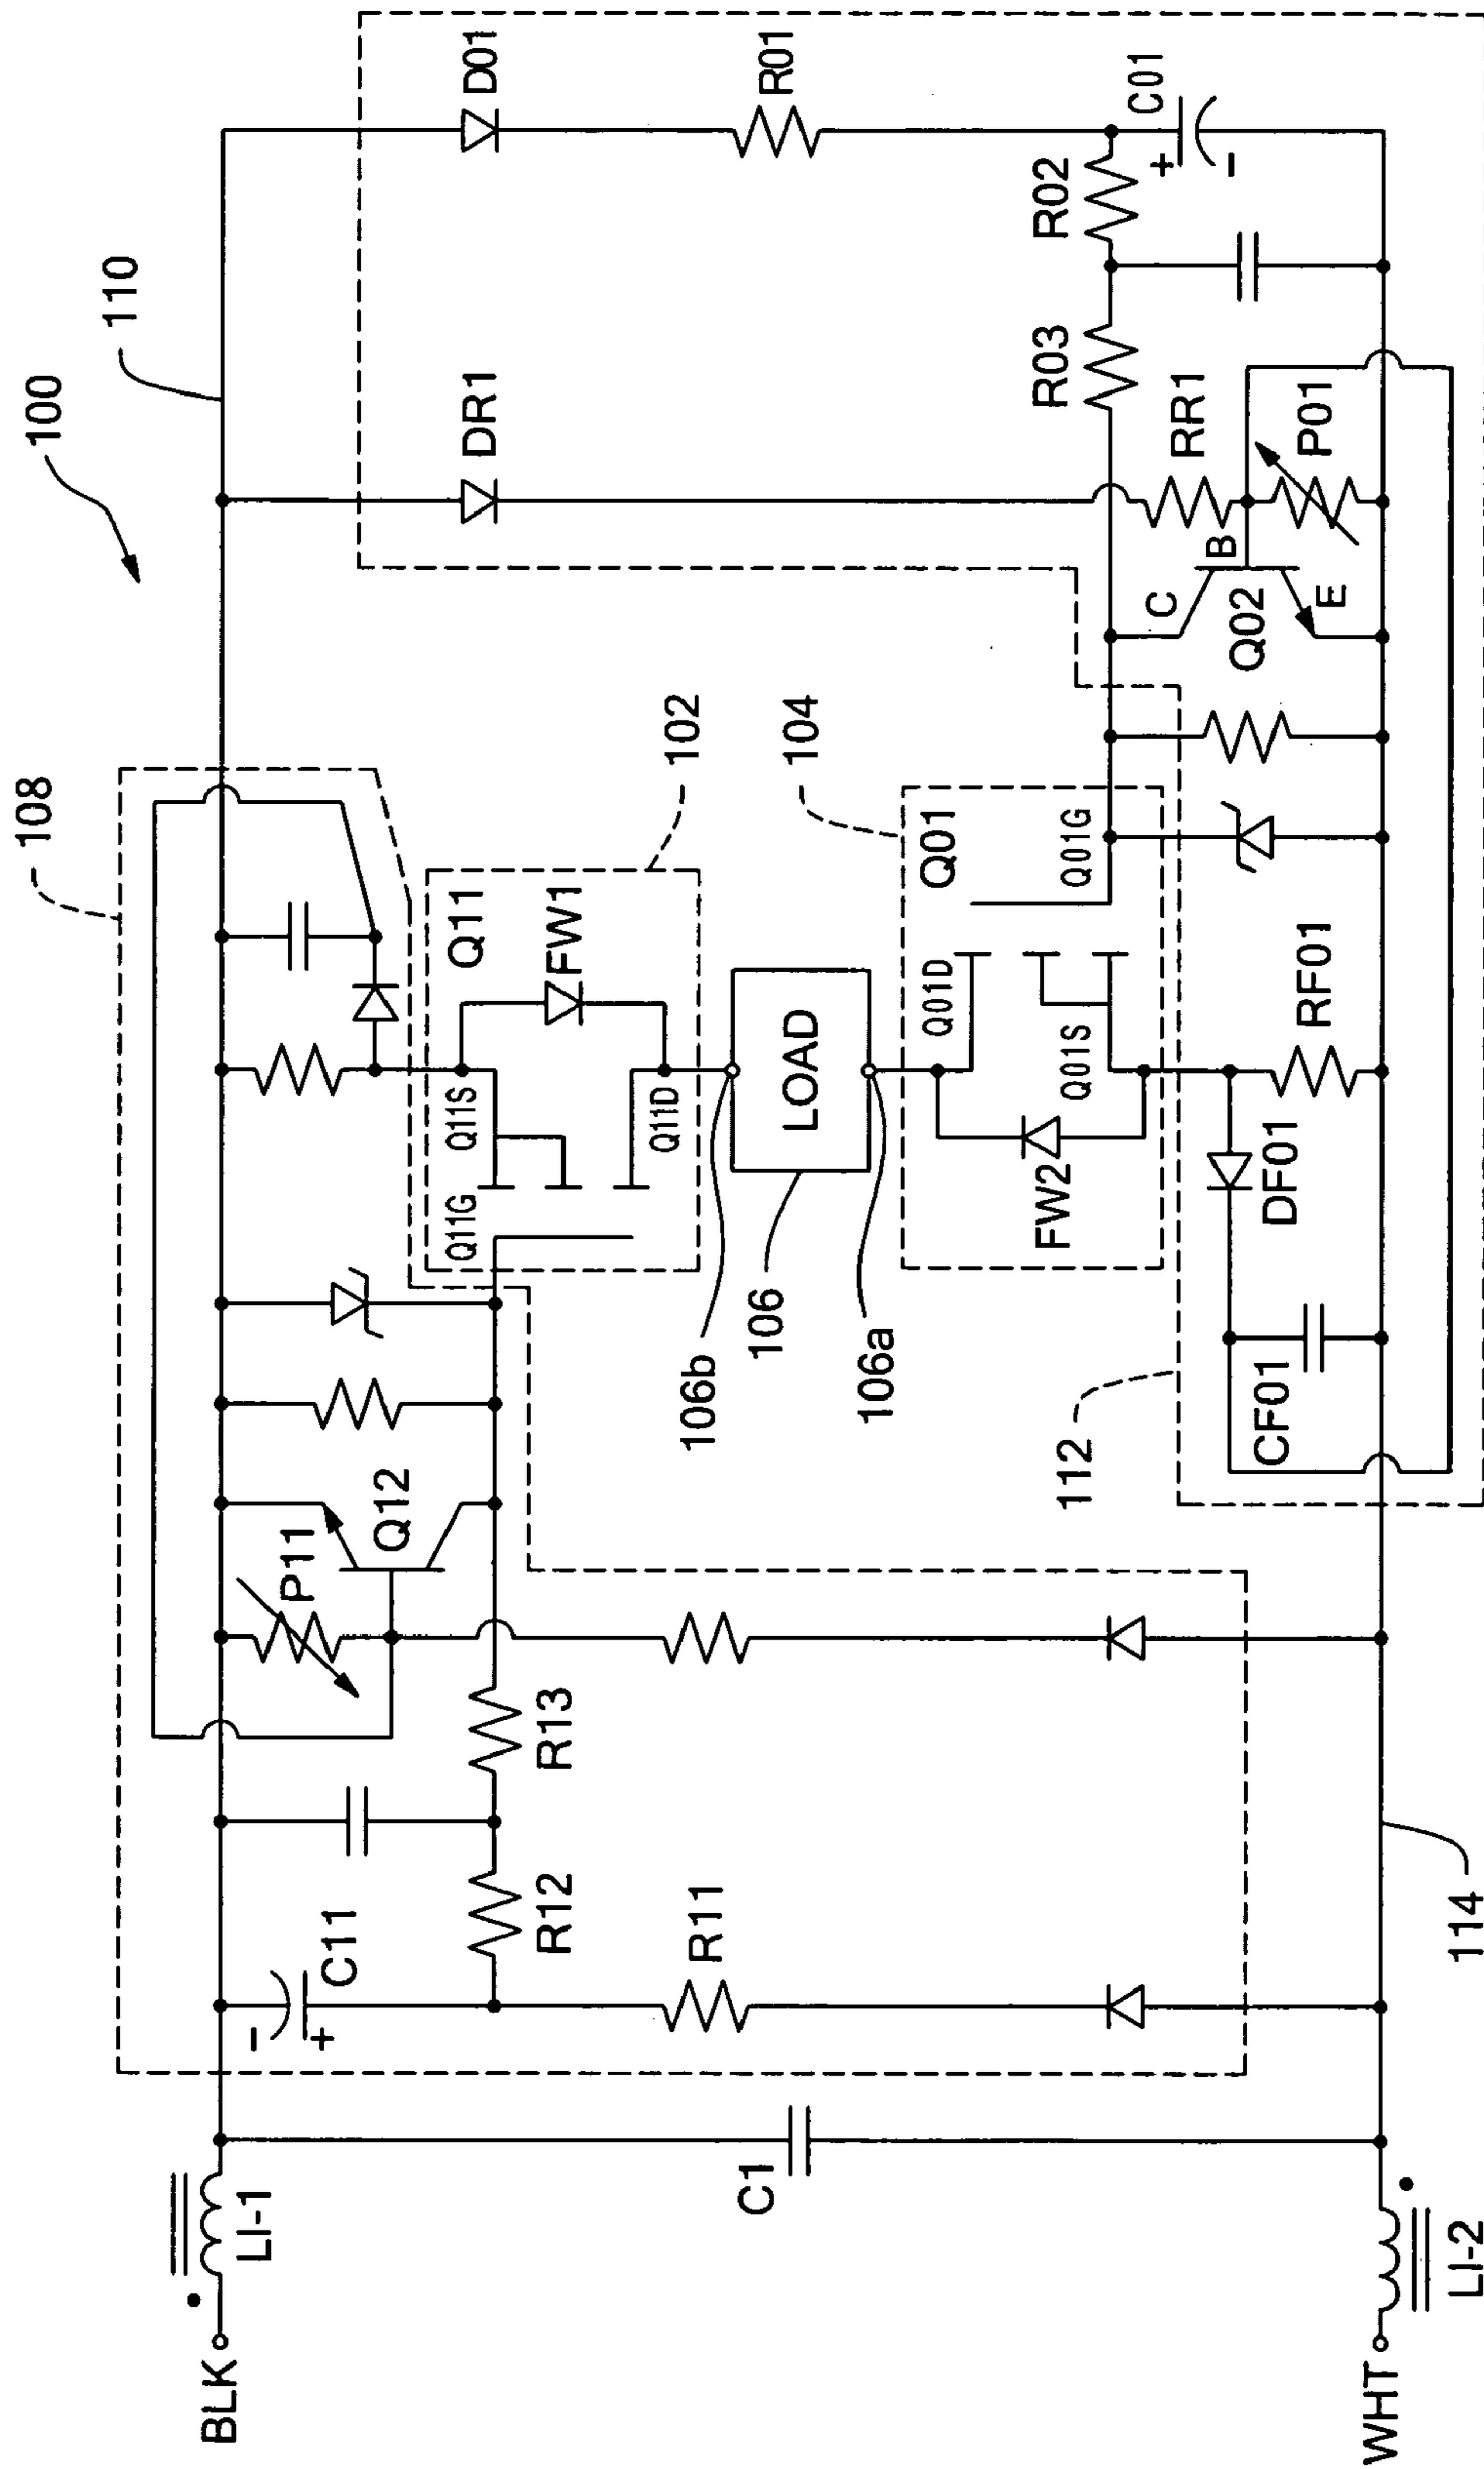 100
110
108
102
104
D01
R01
C01
+
-
R02
R03
DR1
RR1
P01
B
C
E
Q02
Q11
FW1
Q11S
Q11G
Q11D
LOAD
106b
106
106a
Q01
Q01G
Q01D
Q01S
FW2
RF01
DF01
CF01
112
Q12
P11
R13
R12
C11
-
+
R11
114
C1
LI-1
LI-2
BLK
WHT